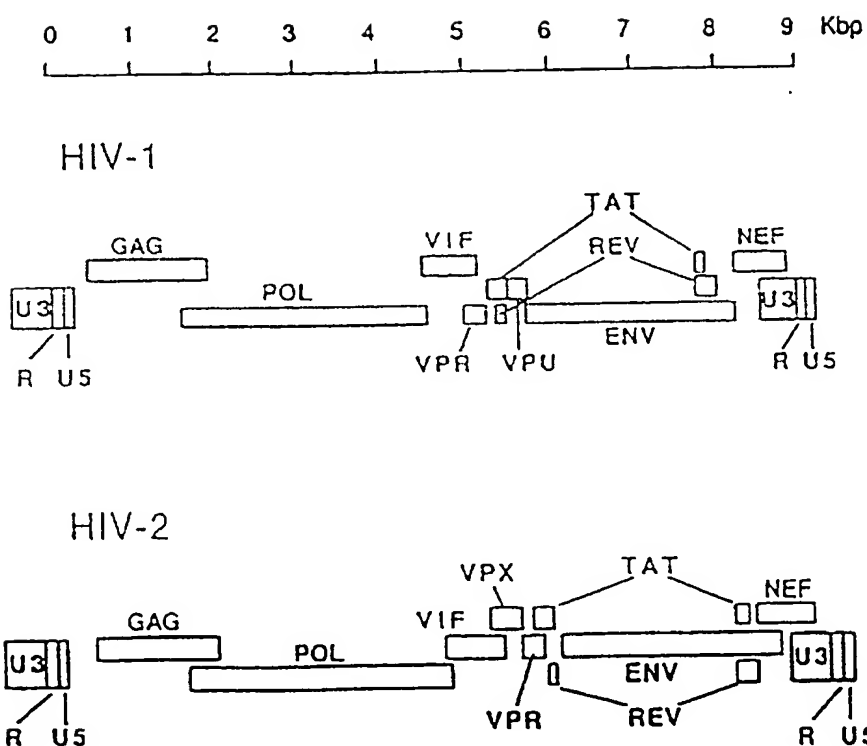 0 1 2 3 4 5 6 7 8 9 Kbp
HIV-1
TAT
GAG VIF REV NEF
POL
U3 U3
ENV
R U5 VPR VPU R U5
HIV-2
VPX TAT
NEF
GAG VIF
U3 POL ENV U3
VPR REV
R U5 R U5